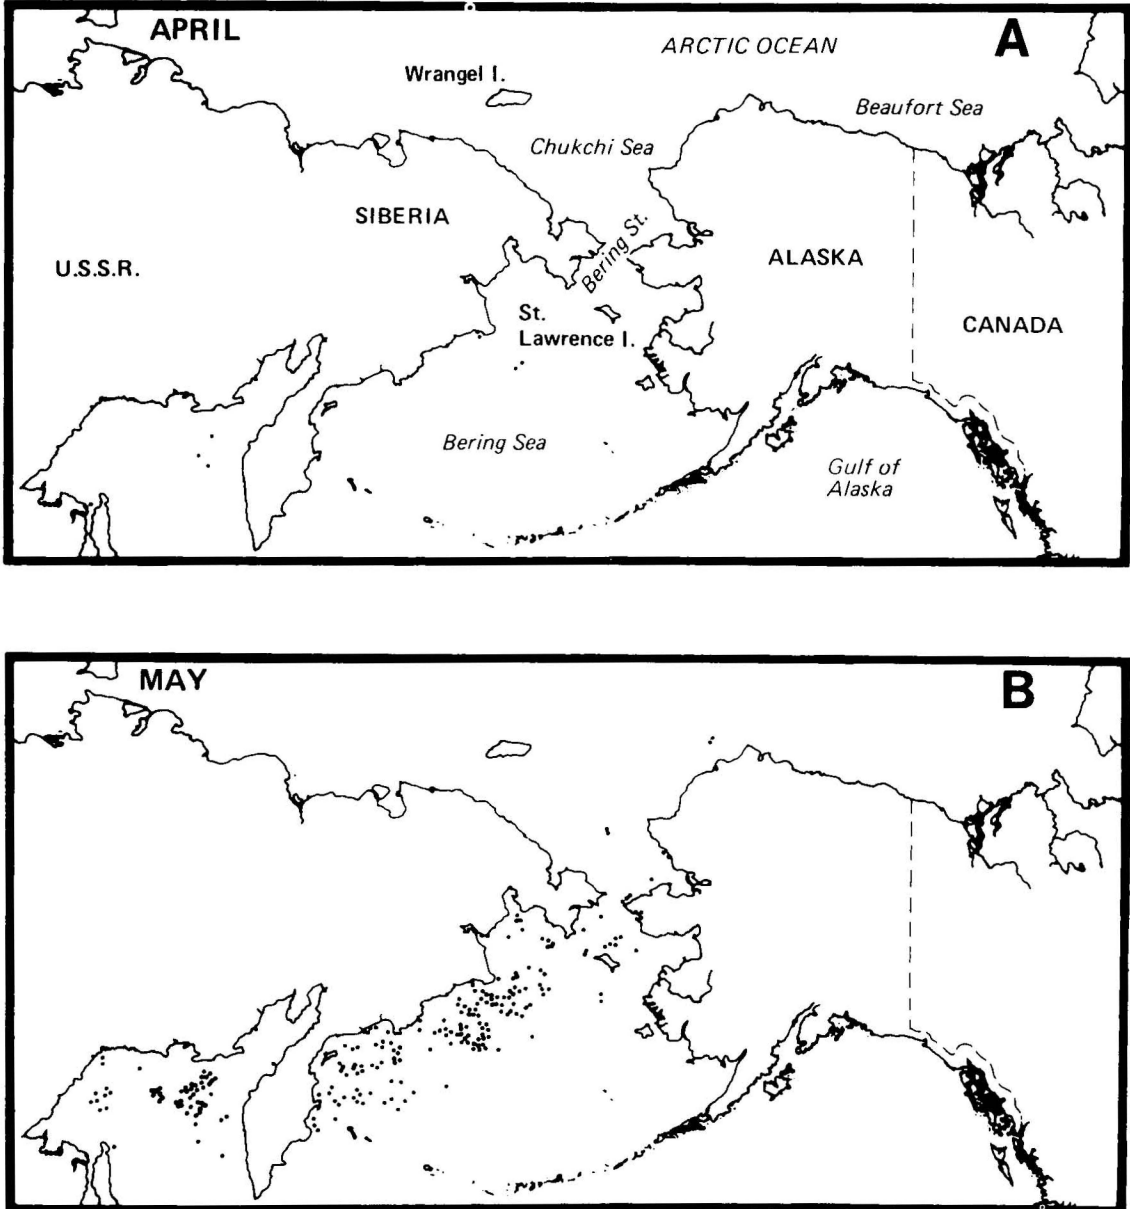 APRIL
ARCTIC OCEAN
A
Wrangel I.
Beaufort Sea
Chukchi Sea
SIBERIA
Bering St.
U.S.S.R.
ALASKA
St.
Lawrence I.
CANADA
Bering Sea
Gulf of
Alaska
MAY
B